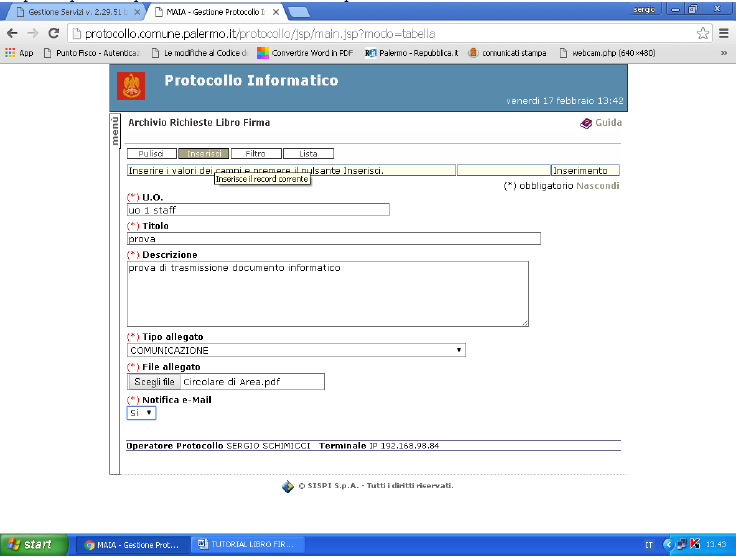 sergio
Gestione Servizi v. 2.29.51
MAIA - Gestione Protocollo I
protocollo.comune.palermo.it/protocollo/jsp/main.jsp?modo=tabella
App Punto Fisco - Autentica Le modifiche al Codice d Convertire Word in PDF Palermo - Repubblica.it comunicati stampa webcam.php (640×480) »
Protocollo Informatico
venerdì 17 febbraio 13:42
menù
Archivio Richieste Libro Firma
Guida
Pulisci Inserisci Filtro Lista
Inserire i valori dei campi e premere il pulsante Inserisci. Inserimento
Inserisce il record corrente
(*) obbligatorio Nascondi
(*) U.O.
uo 1 staff
(*) Titolo
prova
(*) Descrizione
prova di trasmissione documento informatico
(*) Tipo allegato
COMUNICAZIONE
(*) File allegato
Scegli file Circolare di Area.pdf
(*) Notifica e-Mail
Si
Operatore Protocollo SERGIO SCHIMICCI Terminale IP 192.168.98.84
© SISPI S.p.A. - Tutti i diritti riservati.
start MAIA - Gestione Prot... TUTORIAL LIBRO FIR... IT 13.43